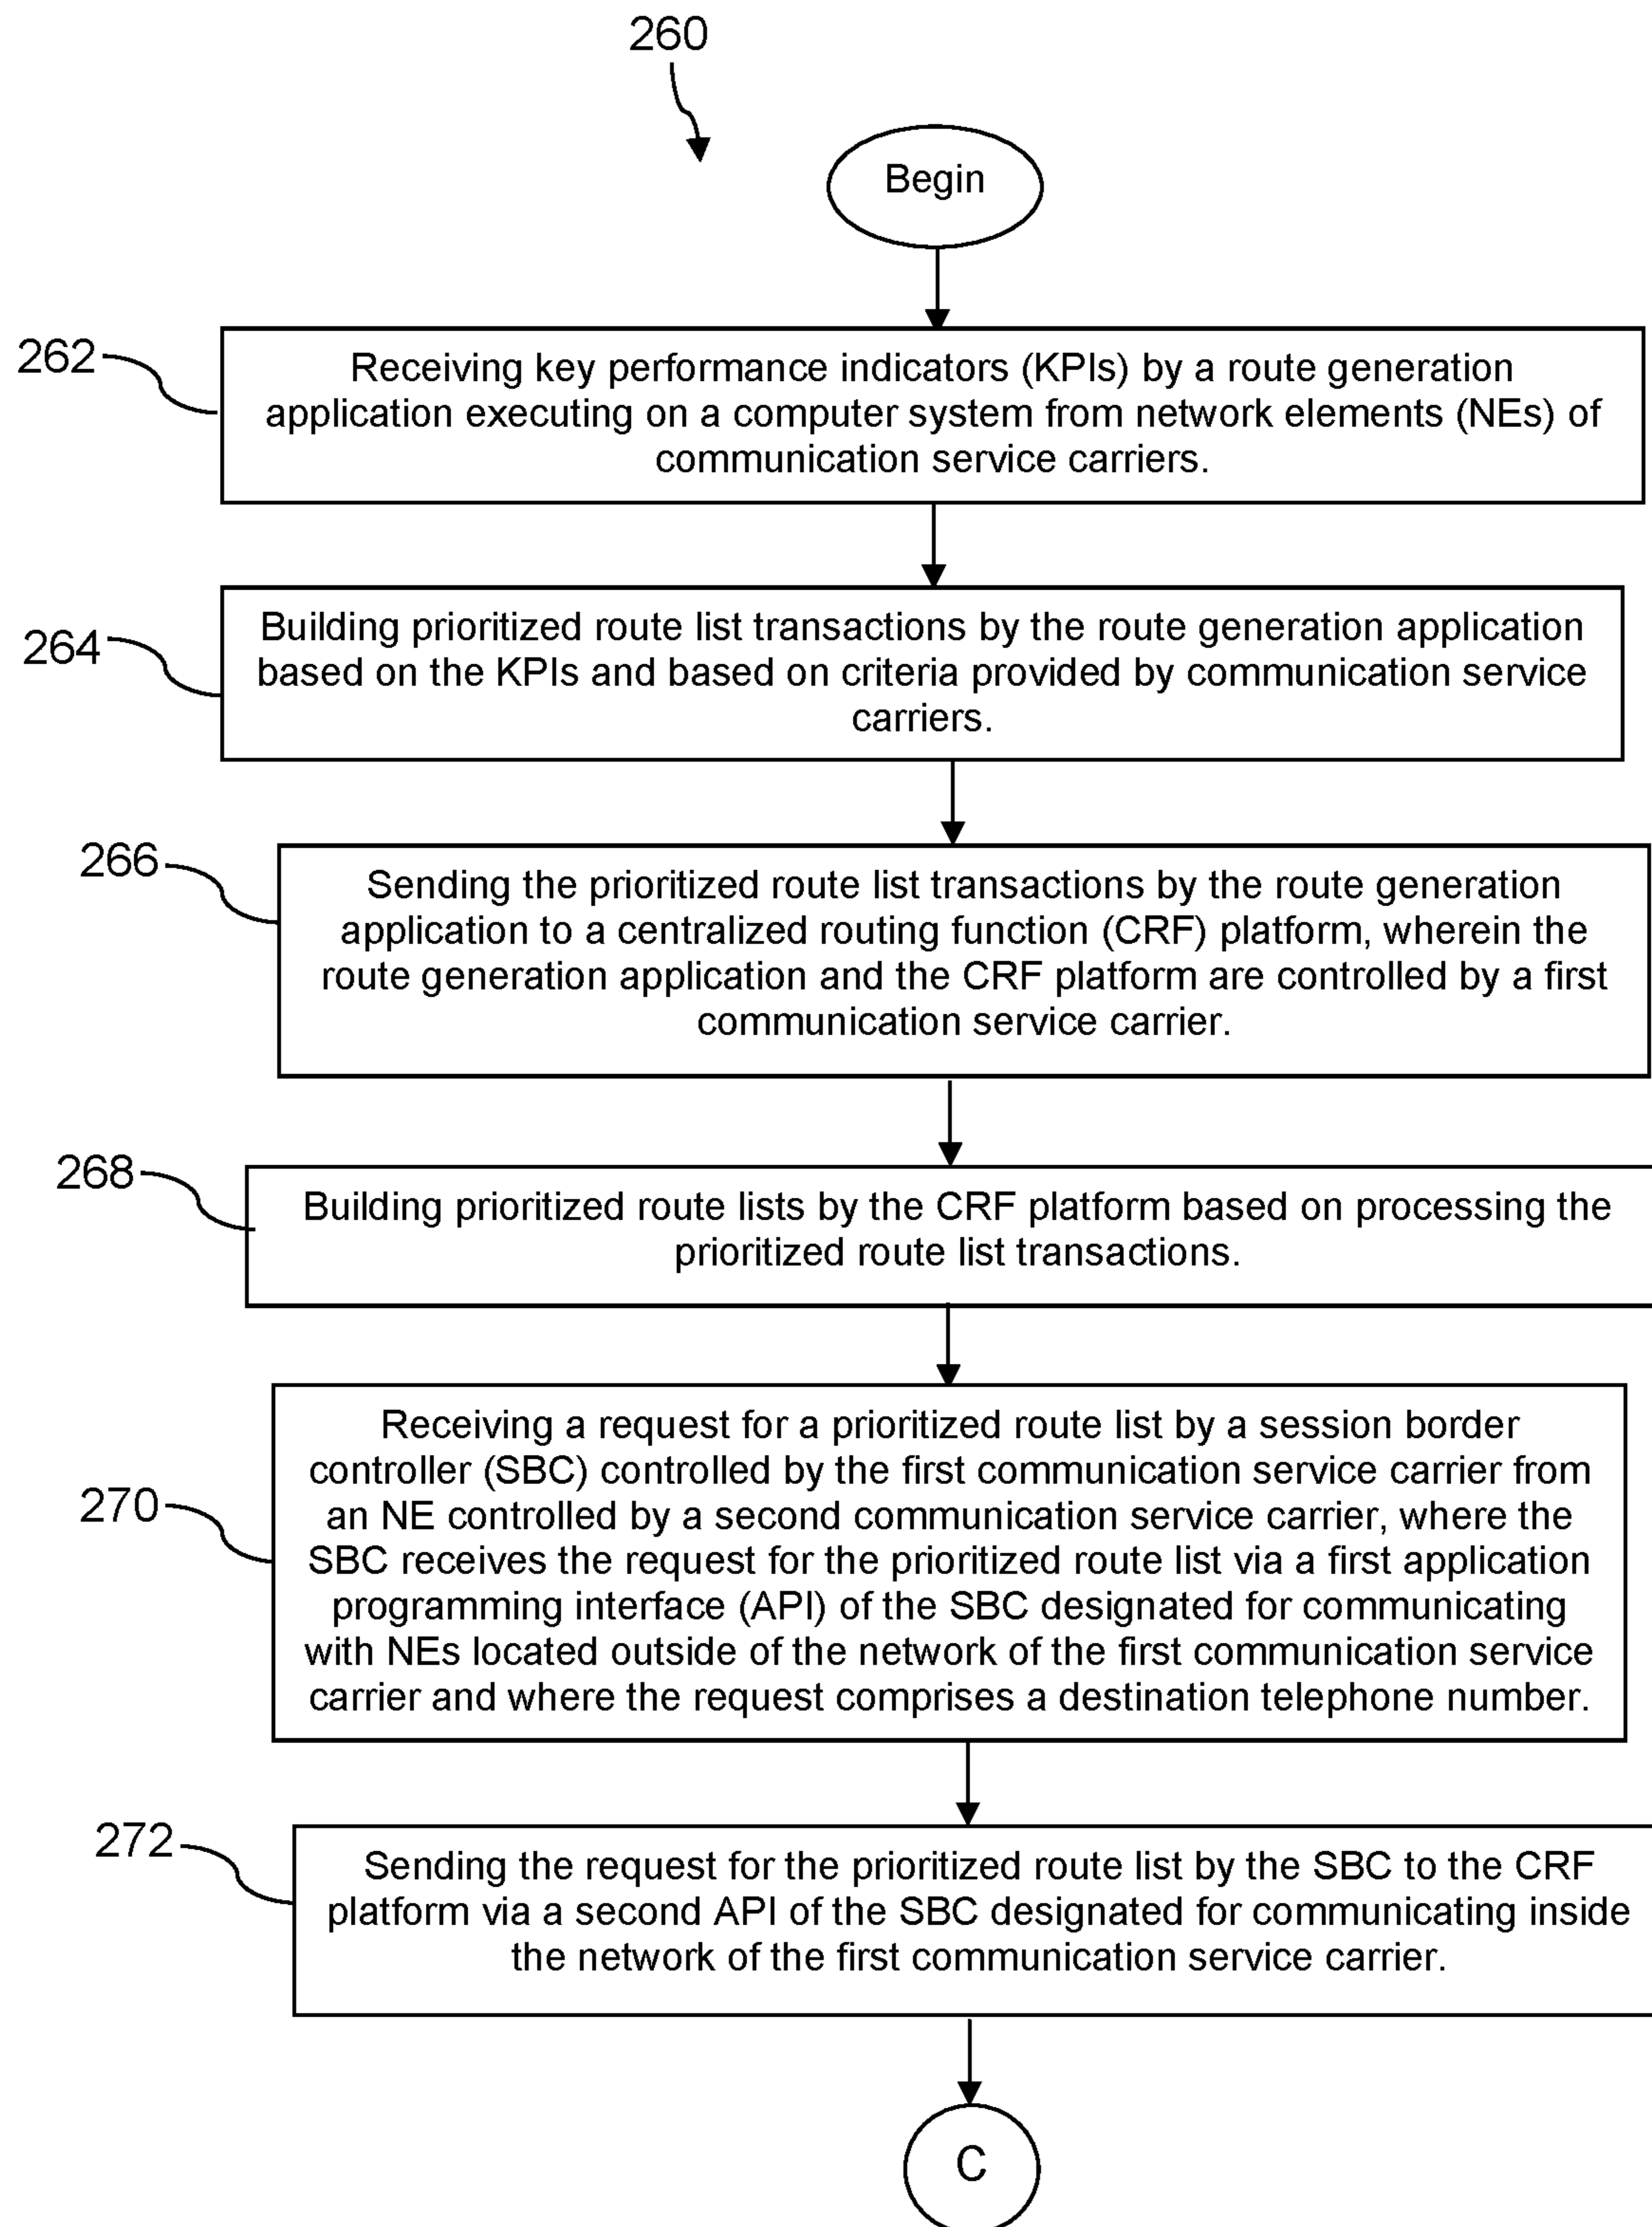 260
Begin
262
Receiving key performance indicators (KPIs) by a route generation
application executing on a computer system from network elements (NEs) of
communication service carriers.
264
Building prioritized route list transactions by the route generation application
based on the KPIs and based on criteria provided by communication service
carriers.
266
Sending the prioritized route list transactions by the route generation
application to a centralized routing function (CRF) platform, wherein the
route generation application and the CRF platform are controlled by a first
communication service carrier.
268
Building prioritized route lists by the CRF platform based on processing the
prioritized route list transactions.
270
Receiving a request for a prioritized route list by a session border
controller (SBC) controlled by the first communication service carrier from
an NE controlled by a second communication service carrier, where the
SBC receives the request for the prioritized route list via a first application
programming interface (API) of the SBC designated for communicating
with NEs located outside of the network of the first communication service
carrier and where the request comprises a destination telephone number.
272
Sending the request for the prioritized route list by the SBC to the CRF
platform via a second API of the SBC designated for communicating inside
the network of the first communication service carrier.
C